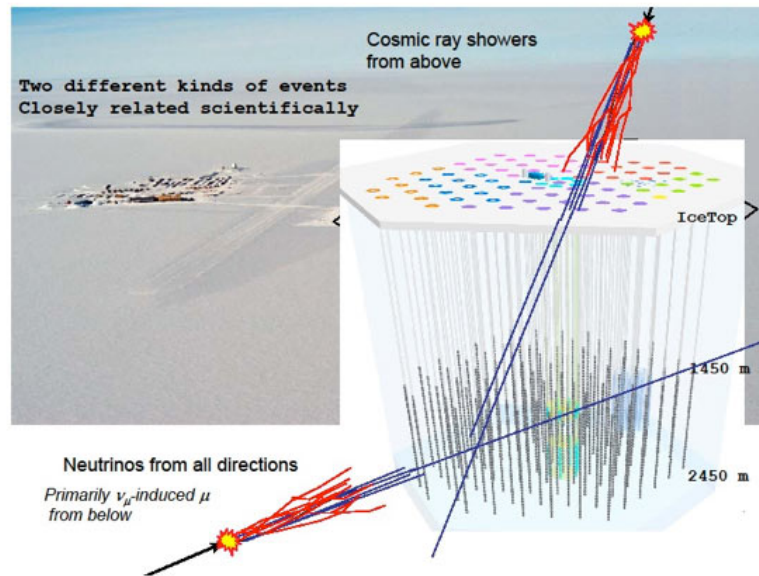 Cosmic ray showers
from above
Two different kinds of events
Closely related scientifically
IceTop
1450 m
2450 m
Neutrinos from all directions
Primarily νμ-induced μ
from below